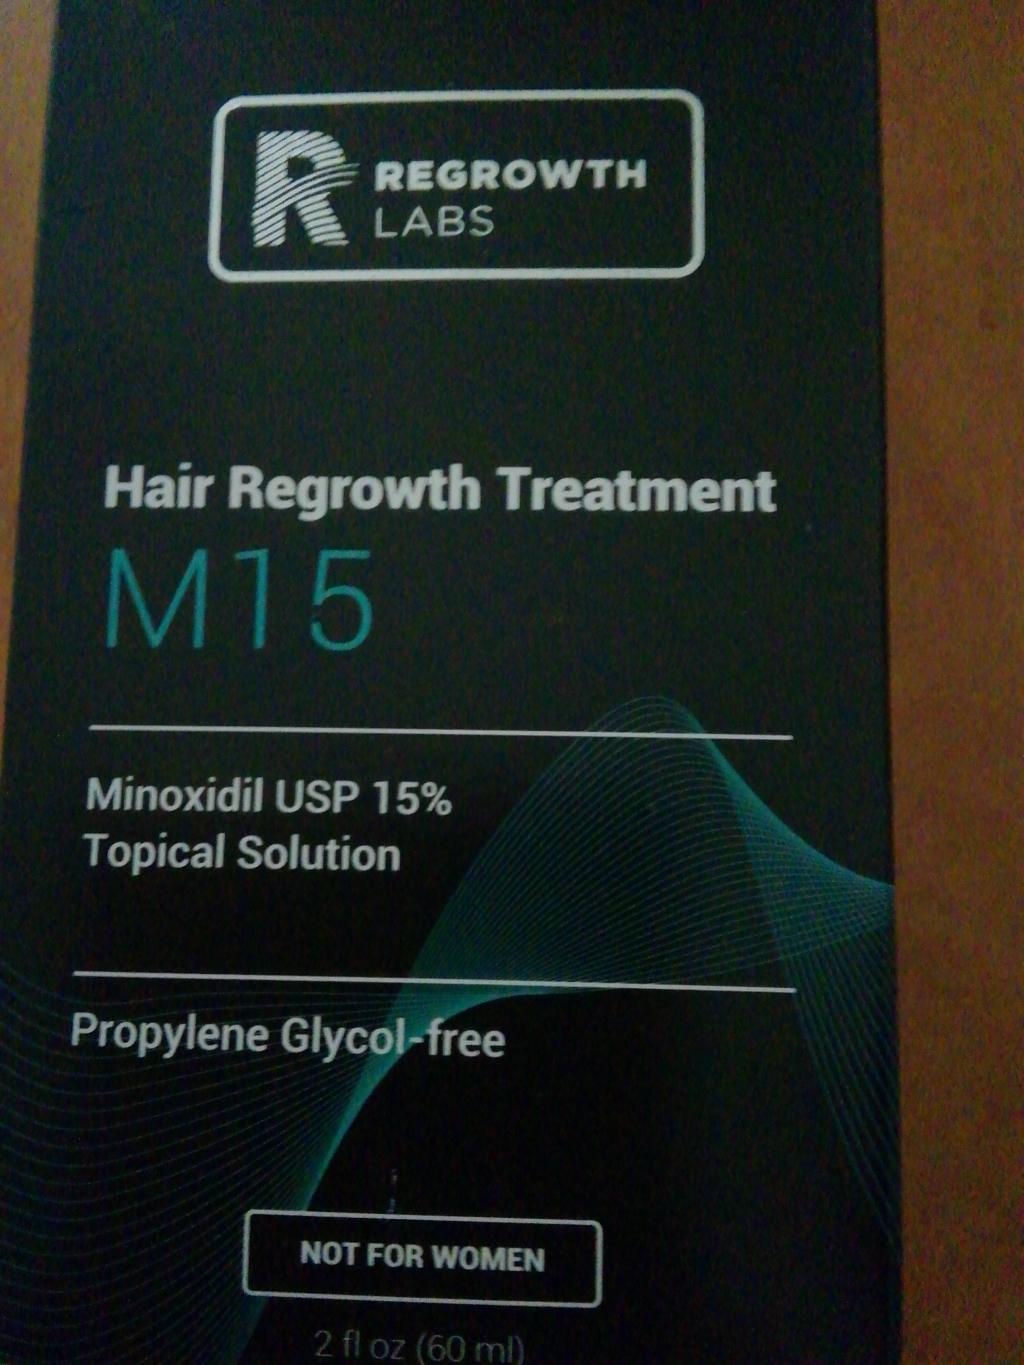 REGROWTH
LABS
Hair Regrowth Treatment
M15
Minoxidil USP 15%
Topical Solution
Propylene Glycol-free
NOT FOR WOMEN
2 fl oz (60 ml)